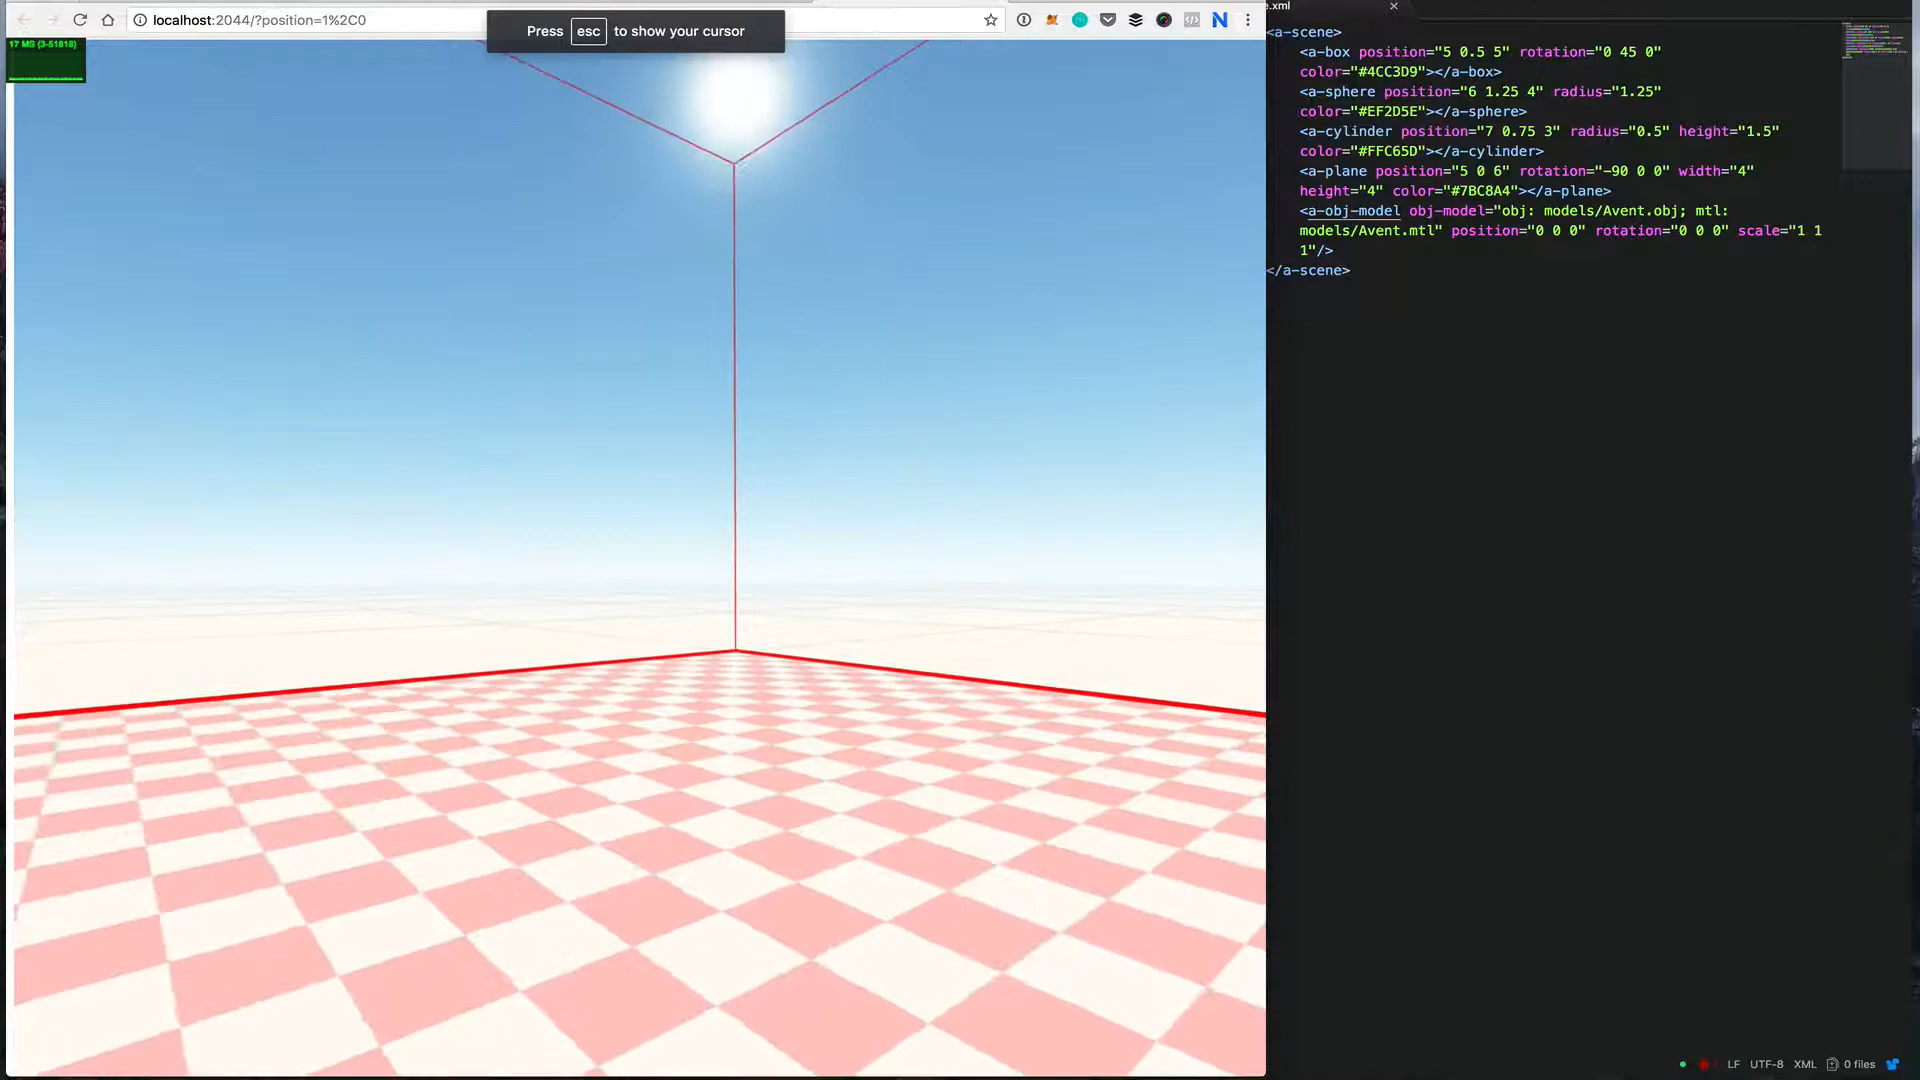 localhost:2044/?position=1%2C0
Press esc to show your cursor
17 MS (3-51818)
e.xml
<a-scene>
<a-box position="5 0.5 5" rotation="0 45 0"
color="#4CC3D9"></a-box>
<a-sphere position="6 1.25 4" radius="1.25"
color="#EF2D5E"></a-sphere>
<a-cylinder position="7 0.75 3" radius="0.5" height="1.5"
color="#FFC65D"></a-cylinder>
<a-plane position="5 0 6" rotation="-90 0 0" width="4"
height="4" color="#7BC8A4"></a-plane>
<a-obj-model obj-model="obj: models/Avent.obj; mtl:
models/Avent.mtl" position="0 0 0" rotation="0 0 0" scale="1 1
1"/>
</a-scene>
LF UTF-8 XML 0 files